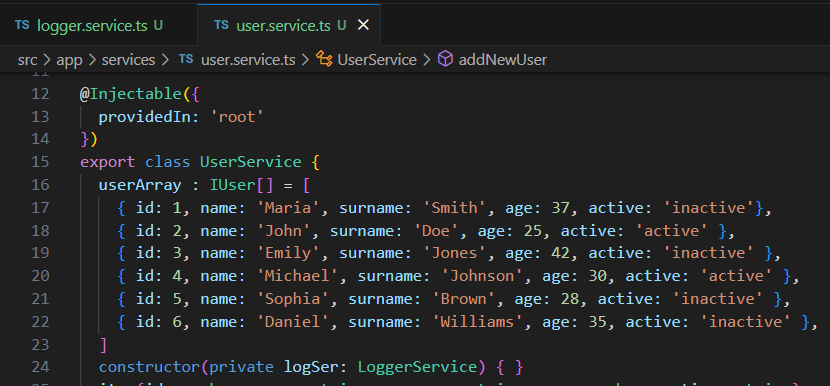 TS logger.service.ts U
TS user.service.ts U ×
src > app > services > TS user.service.ts > UserService > addNewUser
11
12 @Injectable({
13   providedIn: 'root'
14 })
15 export class UserService {
16   userArray : IUser[] = [
17     { id: 1, name: 'Maria', surname: 'Smith', age: 37, active: 'inactive'},
18     { id: 2, name: 'John', surname: 'Doe', age: 25, active: 'active' },
19     { id: 3, name: 'Emily', surname: 'Jones', age: 42, active: 'inactive' },
20     { id: 4, name: 'Michael', surname: 'Johnson', age: 30, active: 'active' },
21     { id: 5, name: 'Sophia', surname: 'Brown', age: 28, active: 'inactive' },
22     { id: 6, name: 'Daniel', surname: 'Williams', age: 35, active: 'inactive' },
23   ]
24   constructor(private logSer: LoggerService) { }